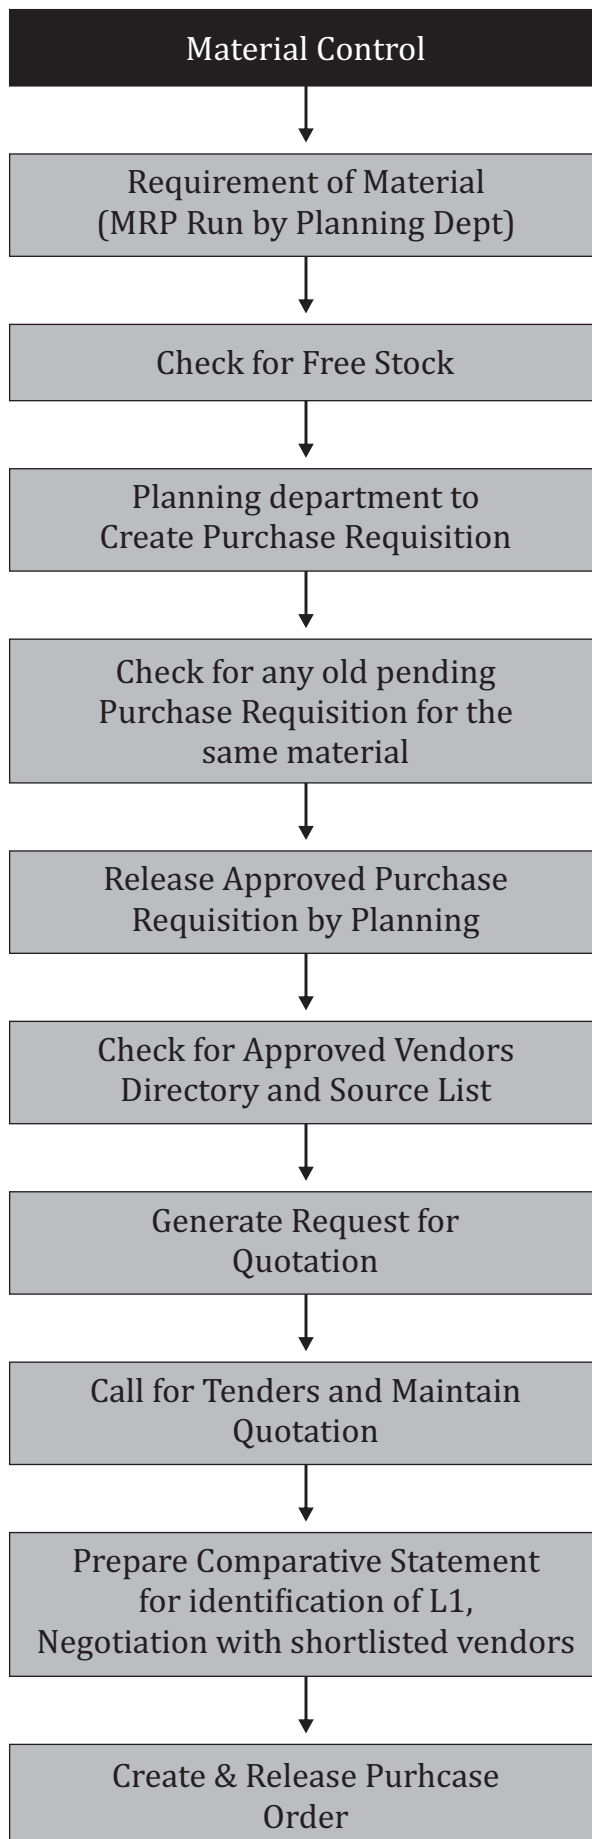 Material Control
Requirement of Material
(MRP Run by Planning Dept)
Check for Free Stock
Planning department to
Create Purchase Requisition
Check for any old pending
Purchase Requisition for the
same material
Release Approved Purchase
Requisition by Planning
Check for Approved Vendors
Directory and Source List
Generate Request for
Quotation
Call for Tenders and Maintain
Quotation
Prepare Comparative Statement
for identification of L1,
Negotiation with shortlisted vendors
Create & Release Purhcase
Order